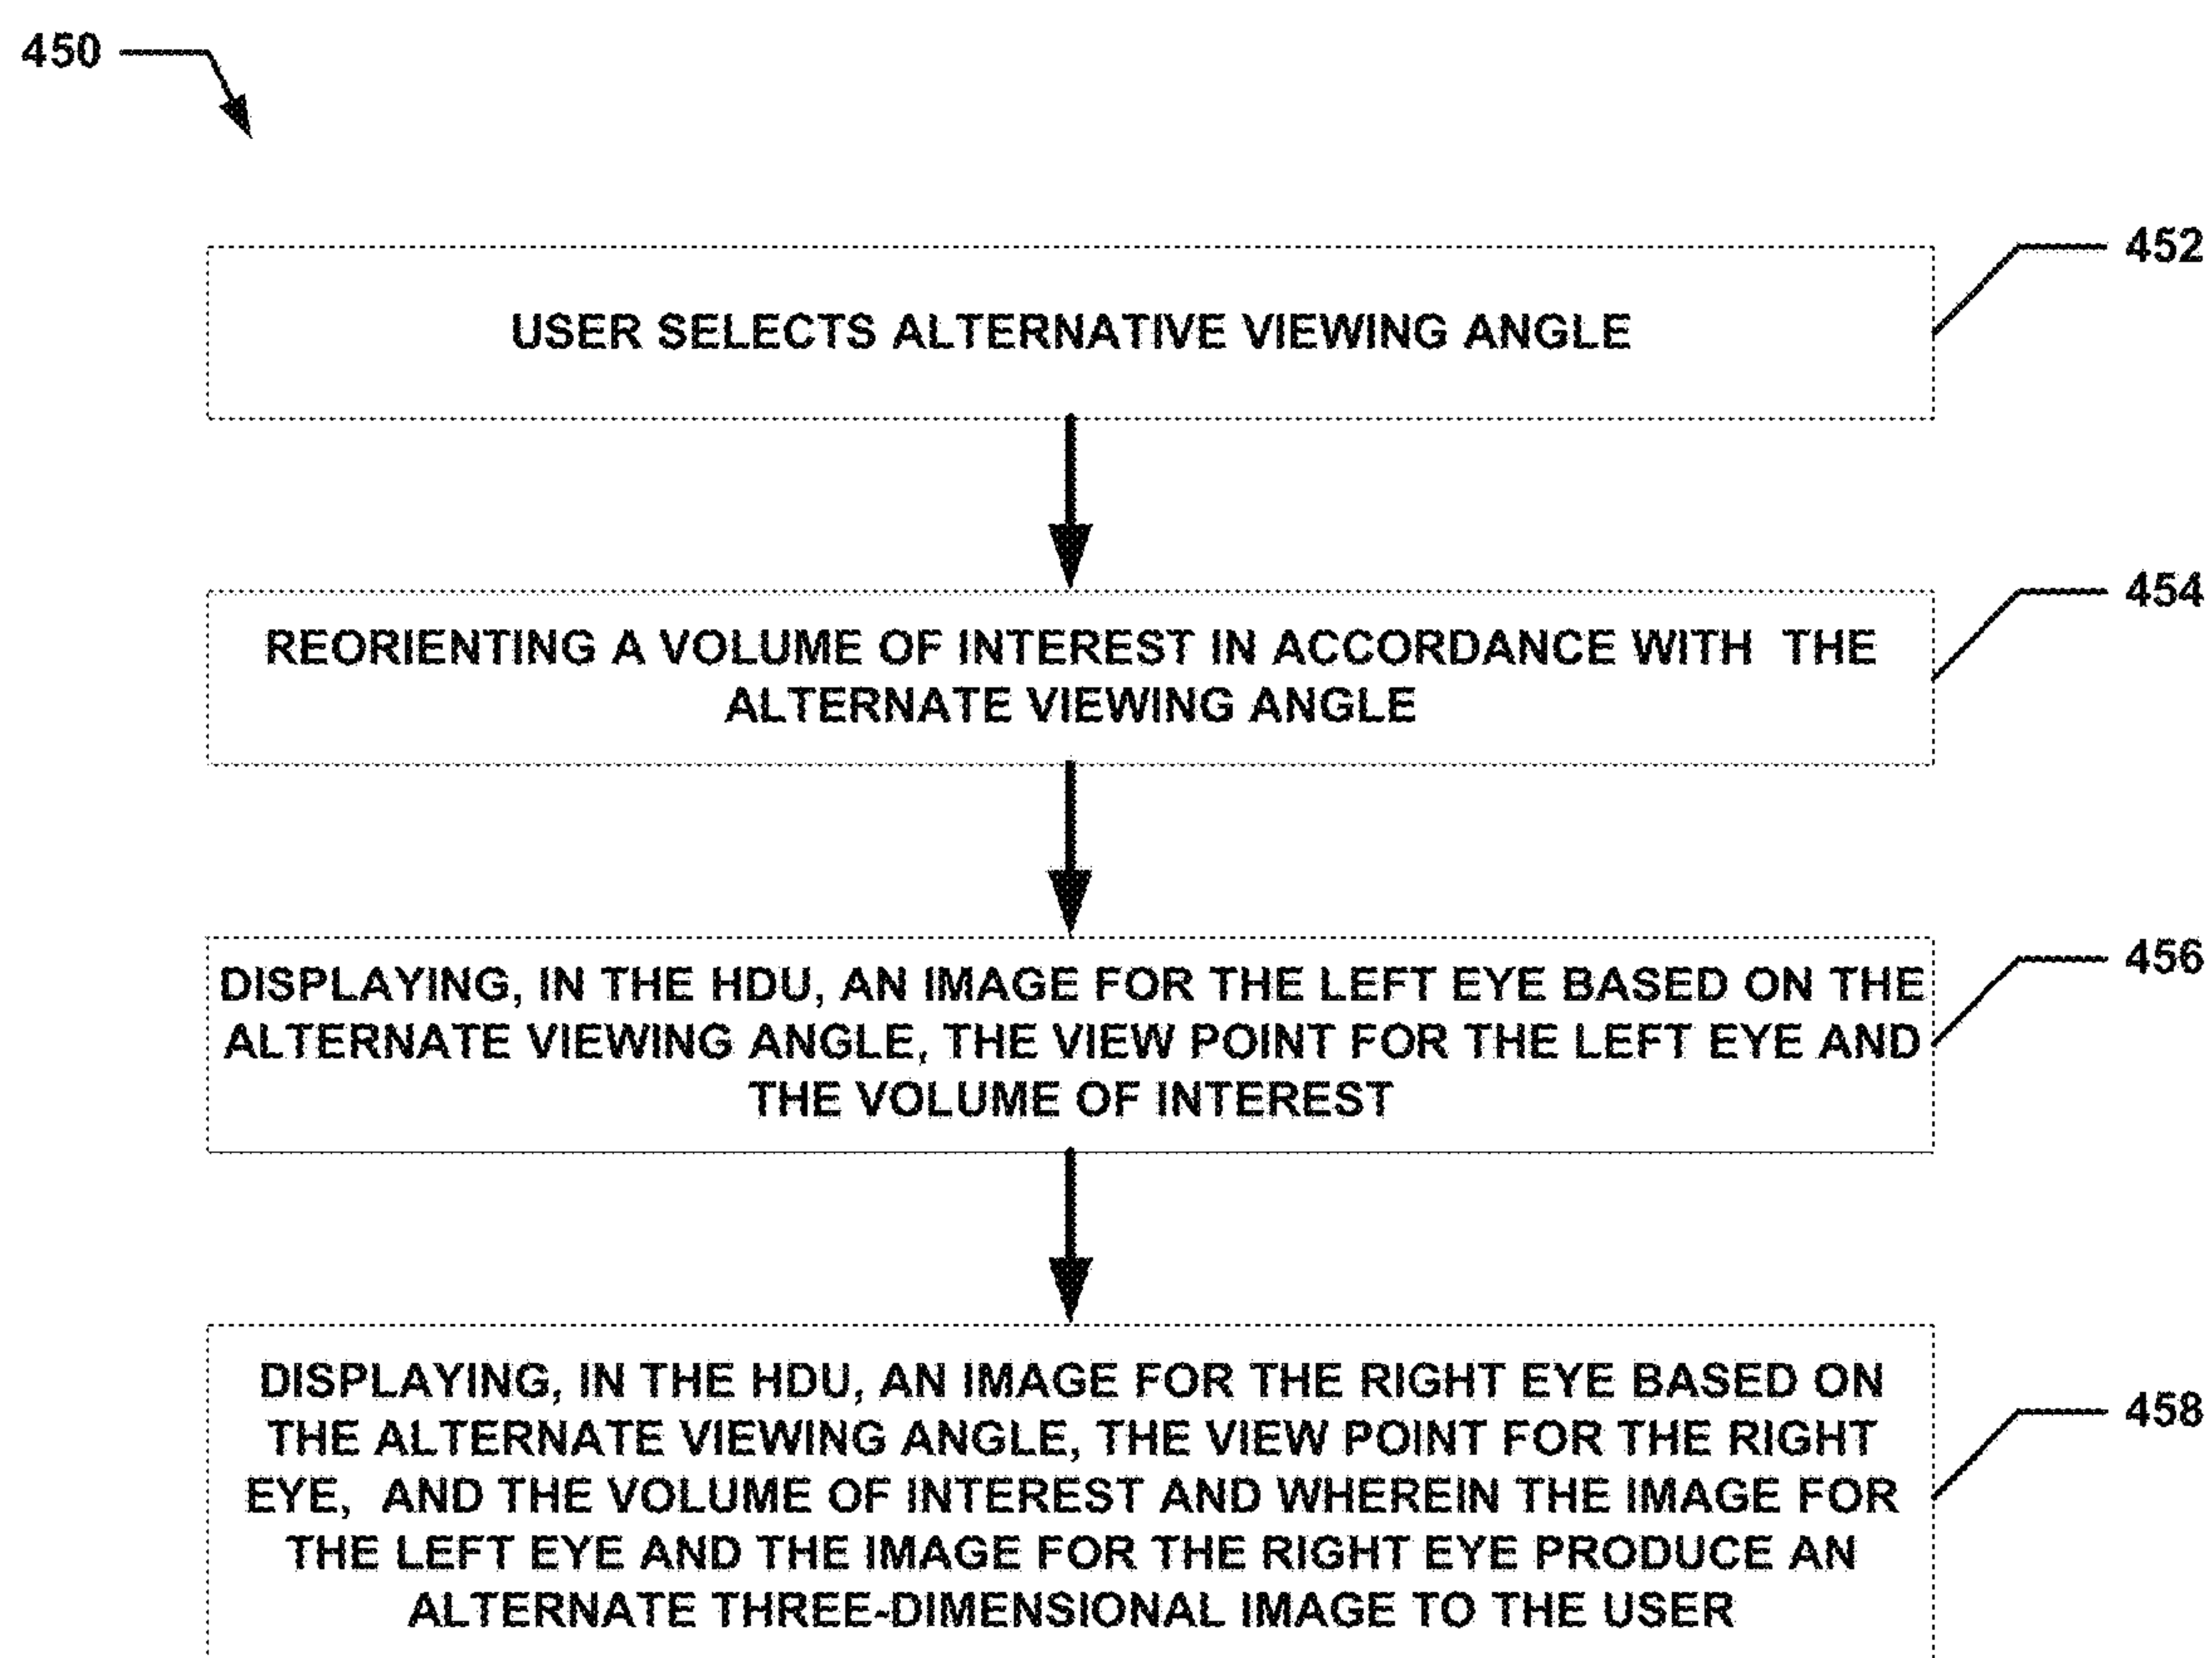 450
452
USER SELECTS ALTERNATIVE VIEWING ANGLE
454
REORIENTING A VOLUME OF INTEREST IN ACCORDANCE WITH THE
ALTERNATE VIEWING ANGLE
456
DISPLAYING, IN THE HDU, AN IMAGE FOR THE LEFT EYE BASED ON THE
ALTERNATE VIEWING ANGLE, THE VIEW POINT FOR THE LEFT EYE AND
THE VOLUME OF INTEREST
458
DISPLAYING, IN THE HDU, AN IMAGE FOR THE RIGHT EYE BASED ON
THE ALTERNATE VIEWING ANGLE, THE VIEW POINT FOR THE RIGHT
EYE, AND THE VOLUME OF INTEREST AND WHEREIN THE IMAGE FOR
THE LEFT EYE AND THE IMAGE FOR THE RIGHT EYE PRODUCE AN
ALTERNATE THREE-DIMENSIONAL IMAGE TO THE USER